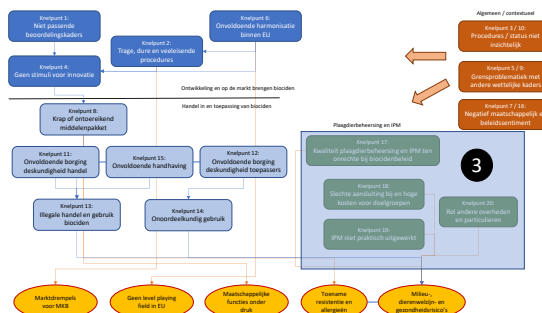 Knelpunt 1:
Niet passende
beoordelingskaders
Knelpunt 6:
Onvoldoende harmonisatie
binnen EU
Knelpunt 2:
Trage, dure en veeleisende
procedures
Knelpunt 4:
Geen stimuli voor innovatie
Algemeen / contextueel
Knelpunt 3 / 10:
Procedures / status niet
inzichtelijk
Knelpunt 5 / 9:
Grensproblematiek met
andere wettelijke kaders
Knelpunt 7 / 16:
Negatief maatschappelijk en
beleidssentiment
Ontwikkeling en op de markt brengen biociden
Handel in en toepassing van biociden
Knelpunt 8:
Krap of ontoereikend
middelenpakket
Knelpunt 11:
Onvoldoende borging
deskundigheid handel
Knelpunt 15:
Onvoldoende handhaving
Knelpunt 12:
Onvoldoende borging
deskundigheid toepassers
Knelpunt 13:
Illegale handel en gebruik
biociden
Knelpunt 14:
Onoordeelkundig gebruik
Plaagdierbeheersing en IPM
Knelpunt 17:
Kwaliteit plaagdierbeheersing en IPM ten
onrechte bij biocidenbeleid
3
Knelpunt 18:
Slechte aansluiting bij en hoge
kosten voor doelgroepen
Knelpunt 20:
Rol andere overheden
en particulieren
Knelpunt 19:
IPM niet praktisch uitgewerkt
Marktdrempels
voor MKB
Geen level playing
field in EU
Maatschappelijke
functies onder
druk
Toename
resistentie en
allergieën
Milieu-,
dierenwelzijn- en
gezondheidsrisico's